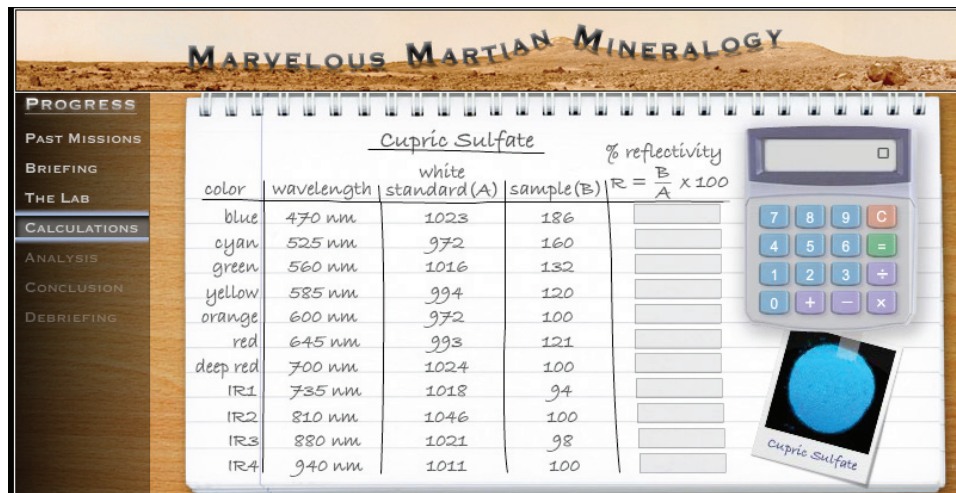 MARVELOUS MARTIAN MINERALOGY
PROGRESS
PAST MISSIONS
BRIEFING
THE LAB
CALCULATIONS
ANALYSIS
CONCLUSION
DEBRIEFING
Cupric Sulfate
color wavelength white standard (A) sample (B) % reflectivity R = B/A x 100
blue 470 nm 1023 186
cyan 525 nm 972 160
green 560 nm 1016 132
yellow 585 nm 994 120
orange 600 nm 972 100
red 645 nm 993 121
deep red 700 nm 1024 100
IR1 735 nm 1018 94
IR2 810 nm 1046 100
IR3 880 nm 1021 98
IR4 940 nm 1011 100
0
7 8 9 C
4 5 6 =
1 2 3 ÷
0 + − ×
Cupric Sulfate